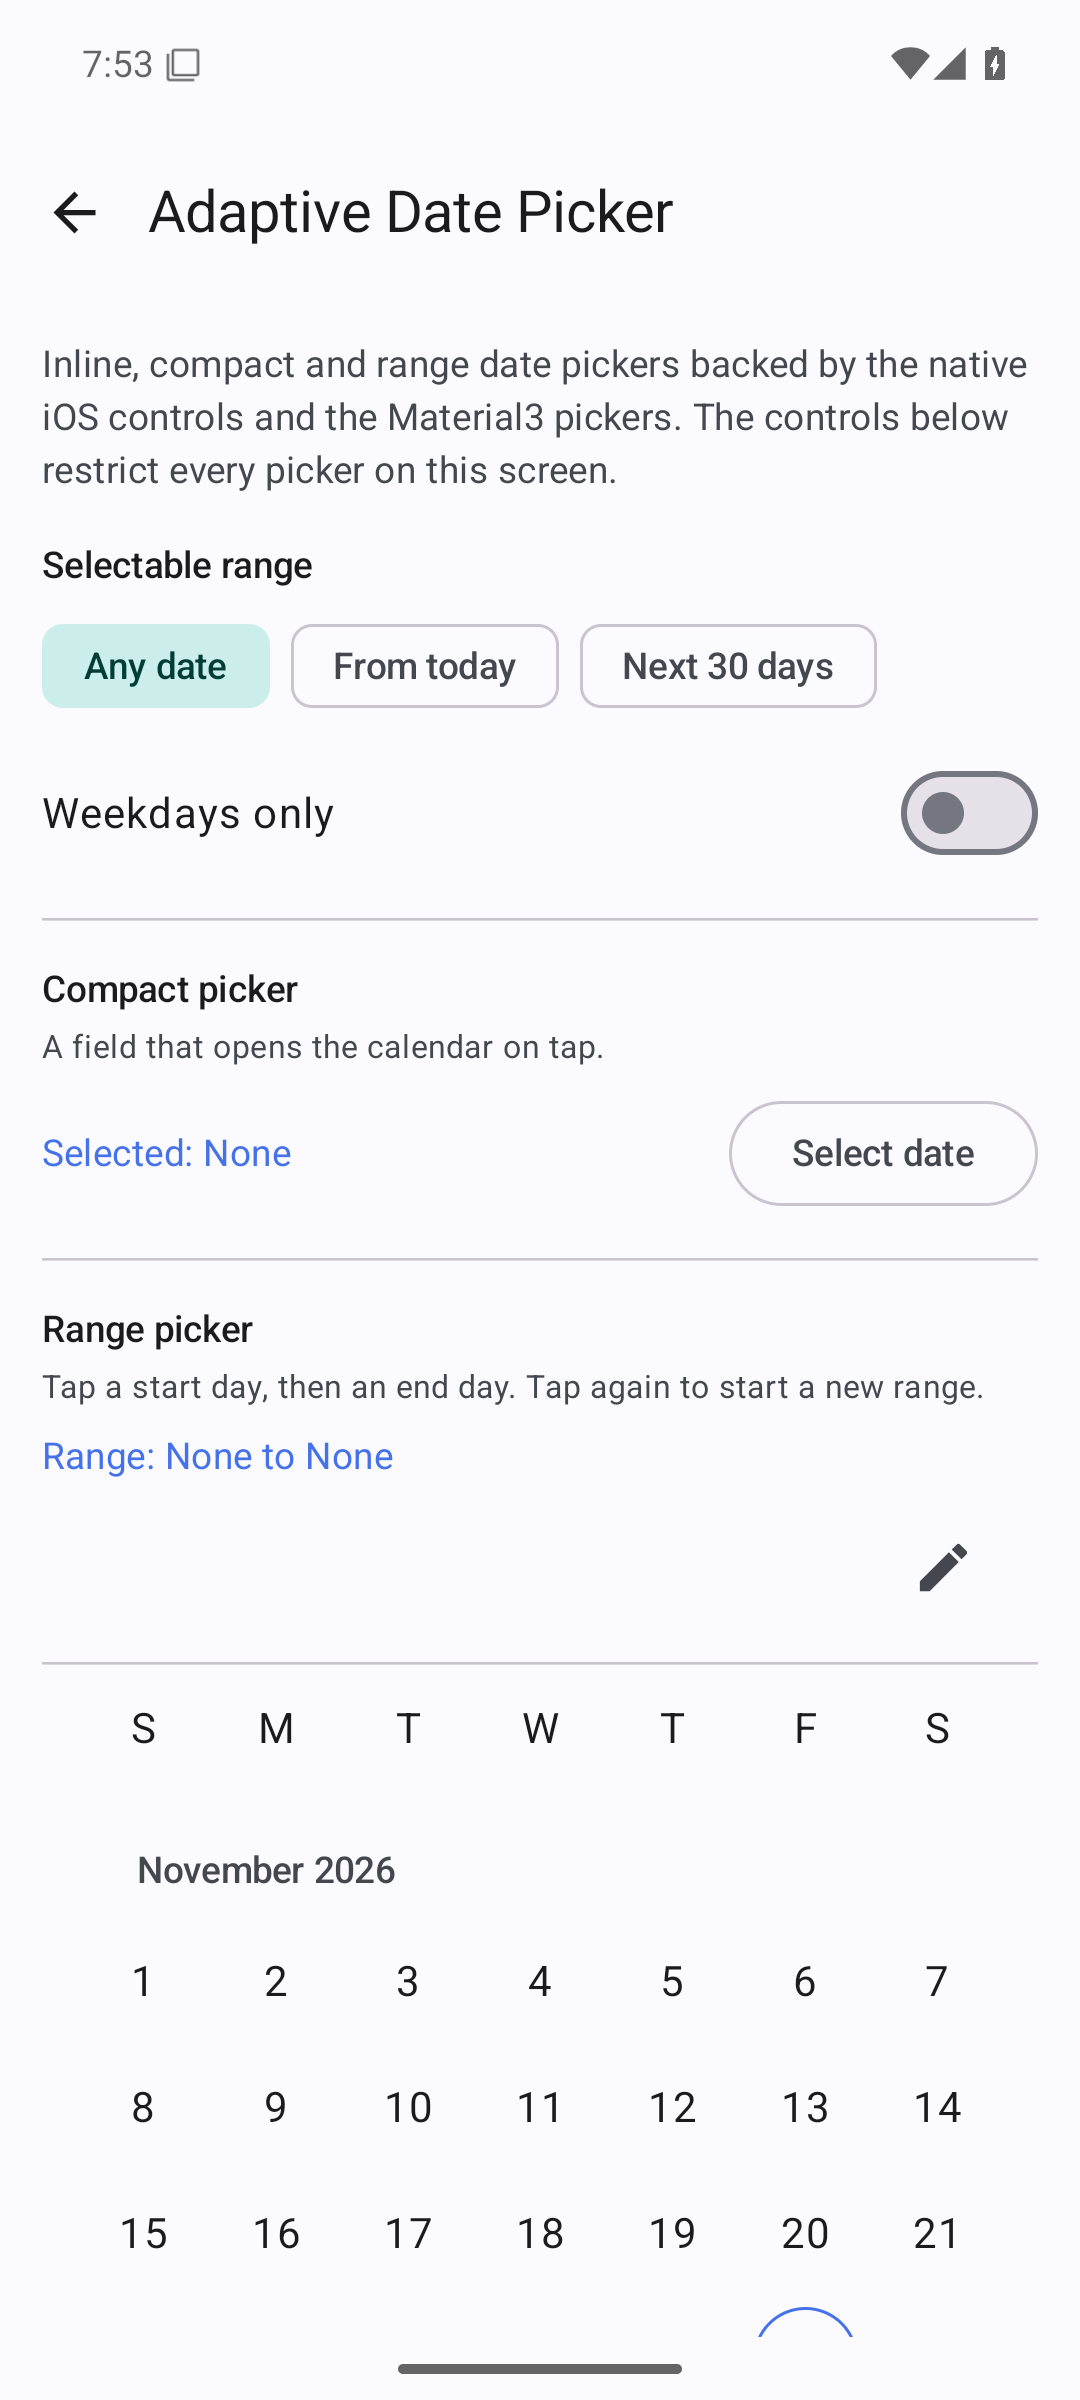 7:53
Adaptive Date Picker
Inline, compact and range date pickers backed by the native
iOS controls and the Material3 pickers. The controls below
restrict every picker on this screen.
Selectable range
Any date From today Next 30 days
Weekdays only
Compact picker
A field that opens the calendar on tap.
Selected: None Select date
Range picker
Tap a start day, then an end day. Tap again to start a new range.
Range: None to None
S M T W T F S
November 2026
1 2 3 4 5 6 7
8 9 10 11 12 13 14
15 16 17 18 19 20 21